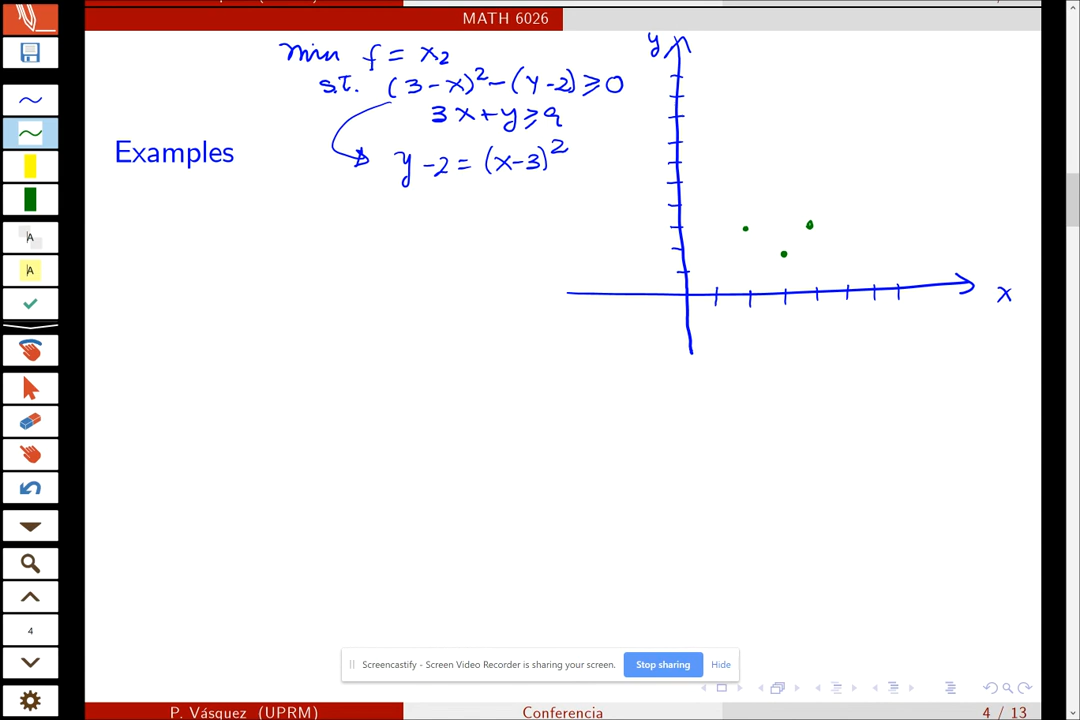 MATH 6026
min f = x₂
s.t. (3-x)²-(y-2)≥0
3x+y≥9
Examples
y-2=(x-3)²
y
x
A
A
4
Screencastify - Screen Video Recorder is sharing your screen. Stop sharing Hide
P. Vásquez (UPRM) Conferencia 4 / 13